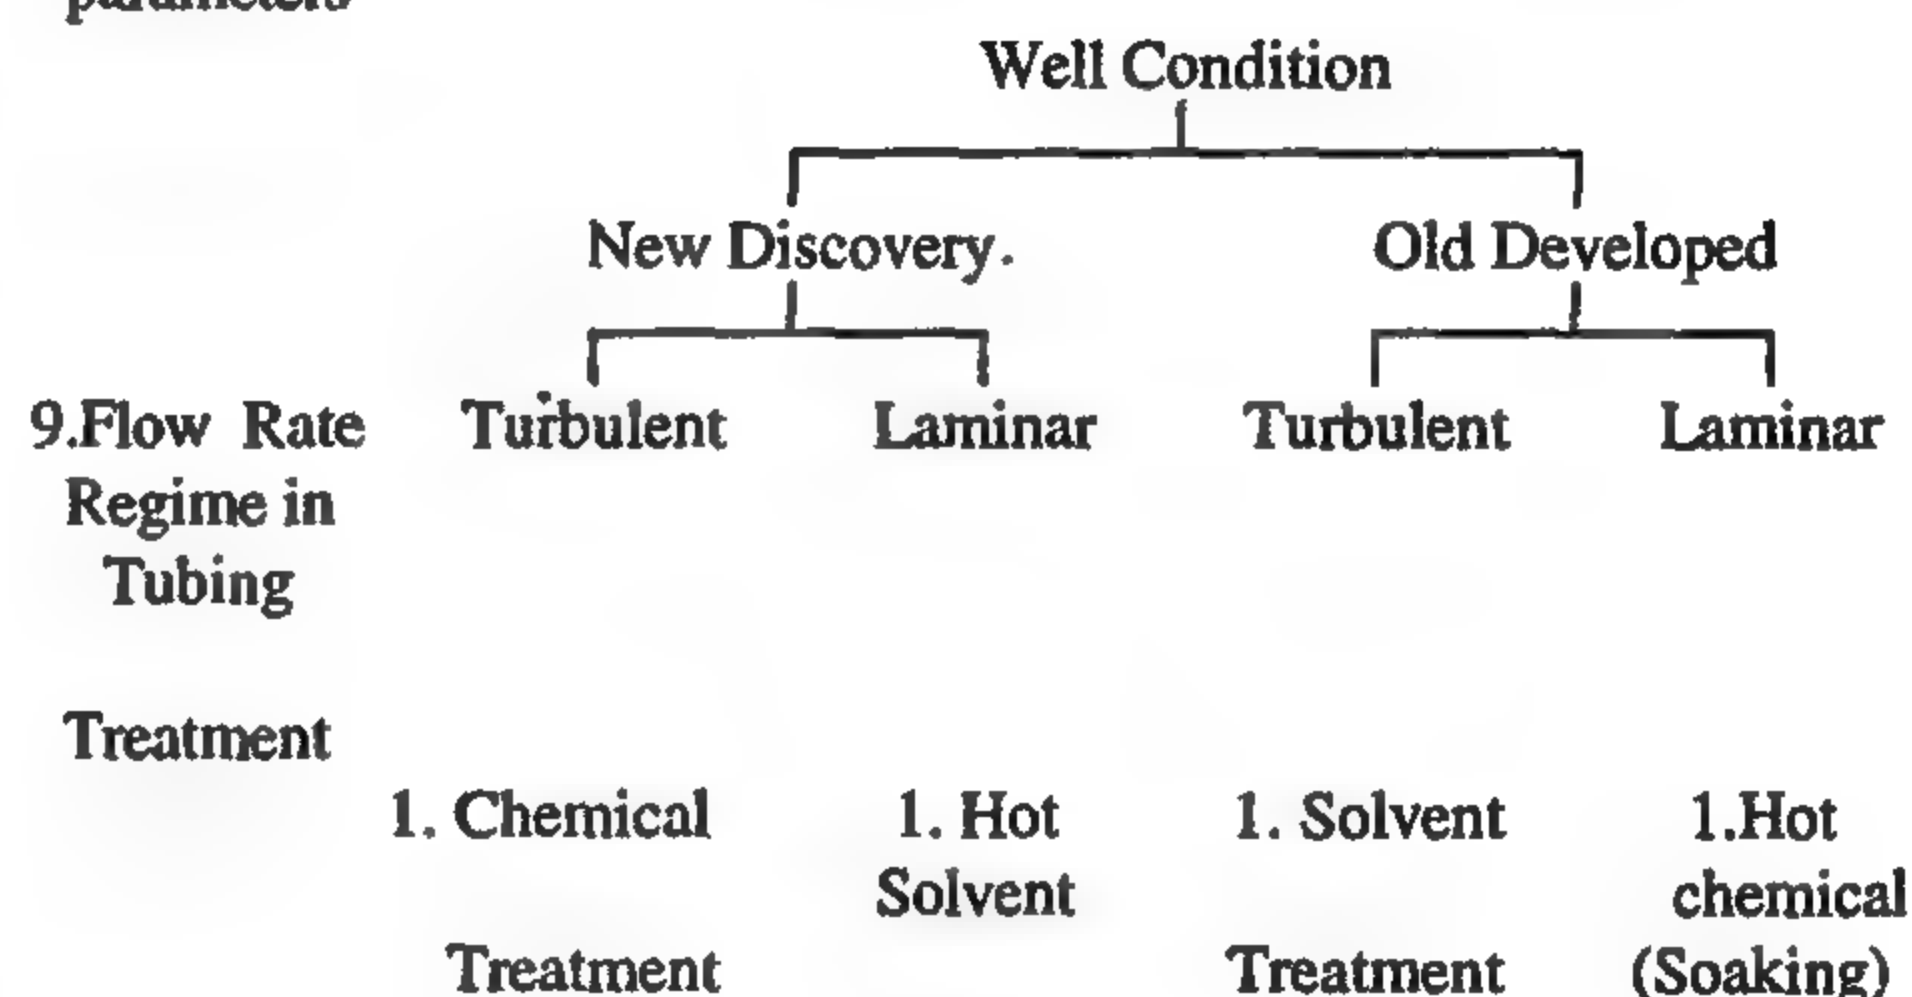 parameters
Well Condition
New Discovery. Old Developed
9.Flow Rate Turbulent Laminar Turbulent Laminar
Regime in
Tubing
Treatment
1. Chemical 1. Hot 1. Solvent 1.Hot
Solvent chemical
Treatment Treatment (Soaking)